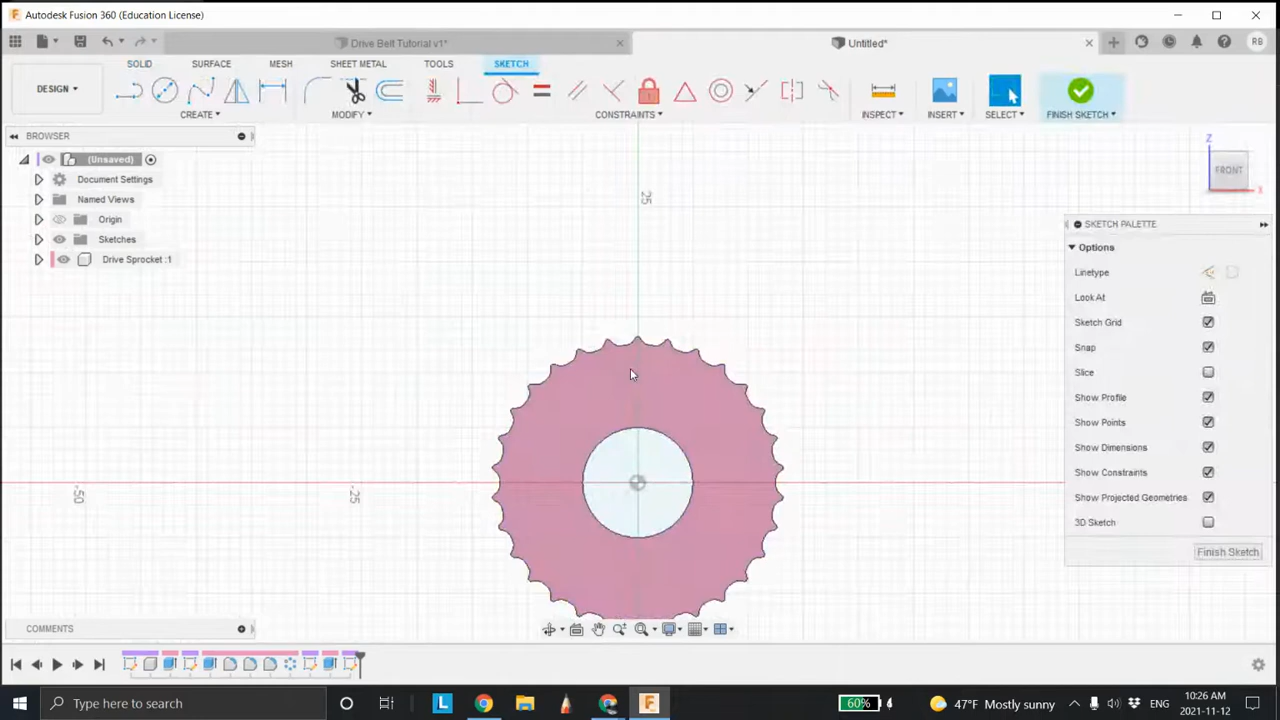 Autodesk Fusion 360 (Education License)
Drive Belt Tutorial v1*
Untitled*
RB
DESIGN
SOLID
SURFACE
MESH
SHEET METAL
TOOLS
SKETCH
CREATE
MODIFY
CONSTRAINTS
INSPECT
INSERT
SELECT
FINISH SKETCH
BROWSER
(Unsaved)
Document Settings
Named Views
Origin
Sketches
Drive Sprocket :1
25
-50
-25
Z
FRONT
X
SKETCH PALETTE
Options
Linetype
Look At
Sketch Grid
Snap
Slice
Show Profile
Show Points
Show Dimensions
Show Constraints
Show Projected Geometries
3D Sketch
Finish Sketch
COMMENTS
Type here to search
L
F
60%
47°F Mostly sunny
ENG
10:26 AM
2021-11-12